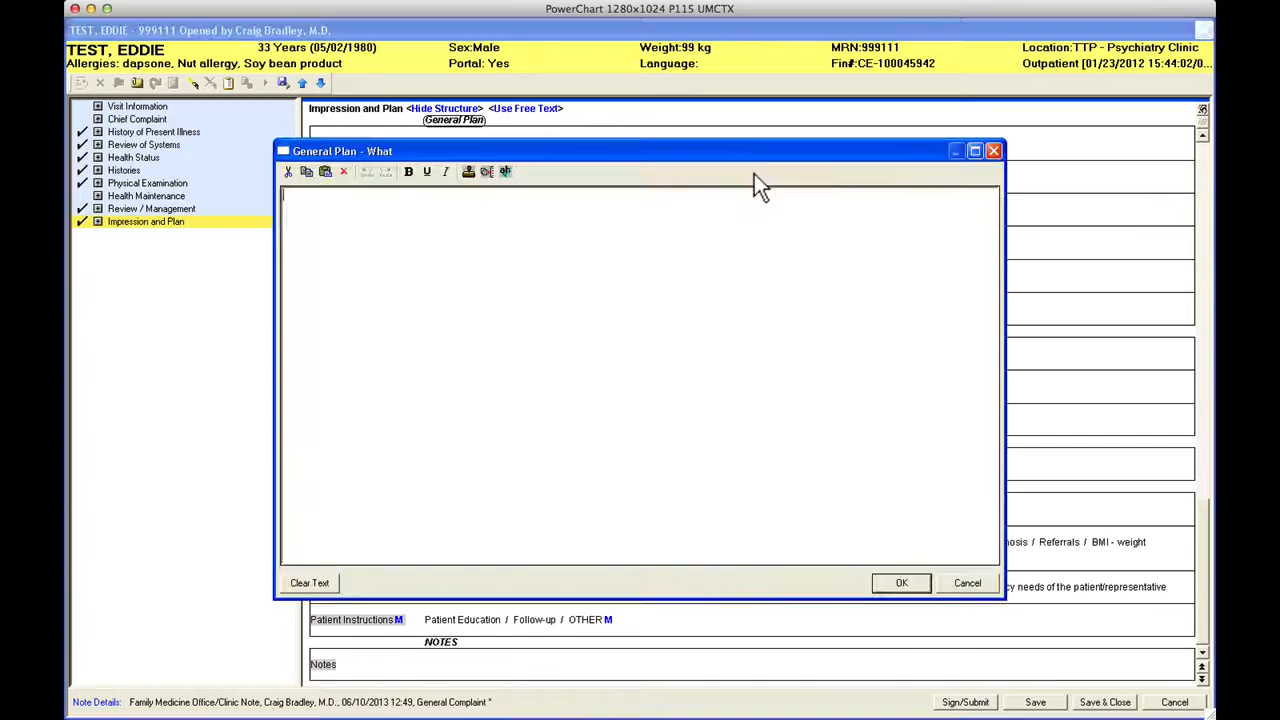 PowerChart 1280x1024 P115 UMCTX
TEST, EDDIE - 999111 Opened by Craig Bradley, M.D.
TEST, EDDIE 33 Years (05/02/1980) Sex:Male Weight:99 kg MRN:999111 Location:TTP - Psychiatry Clinic
Allergies: dapsone, Nut allergy, Soy bean product Portal: Yes Language: Fin#:CE-100045942 Outpatient [01/23/2012 15:44:02/0...
Visit Information
Chief Complaint
History of Present Illness
Review of Systems
Health Status
Histories
Physical Examination
Health Maintenance
Review / Management
Impression and Plan
Impression and Plan <Hide Structure> <Use Free Text>
General Plan
General Plan - What
B U I
Clear Text OK Cancel
nosis / Referrals / BMI - weight
cy needs of the patient/representative
Patient Instructions M Patient Education / Follow-up / OTHER M
NOTES
Notes
Note Details: Family Medicine Office/Clinic Note, Craig Bradley, M.D., 06/10/2013 12:49, General Complaint *
Sign/Submit Save Save & Close Cancel